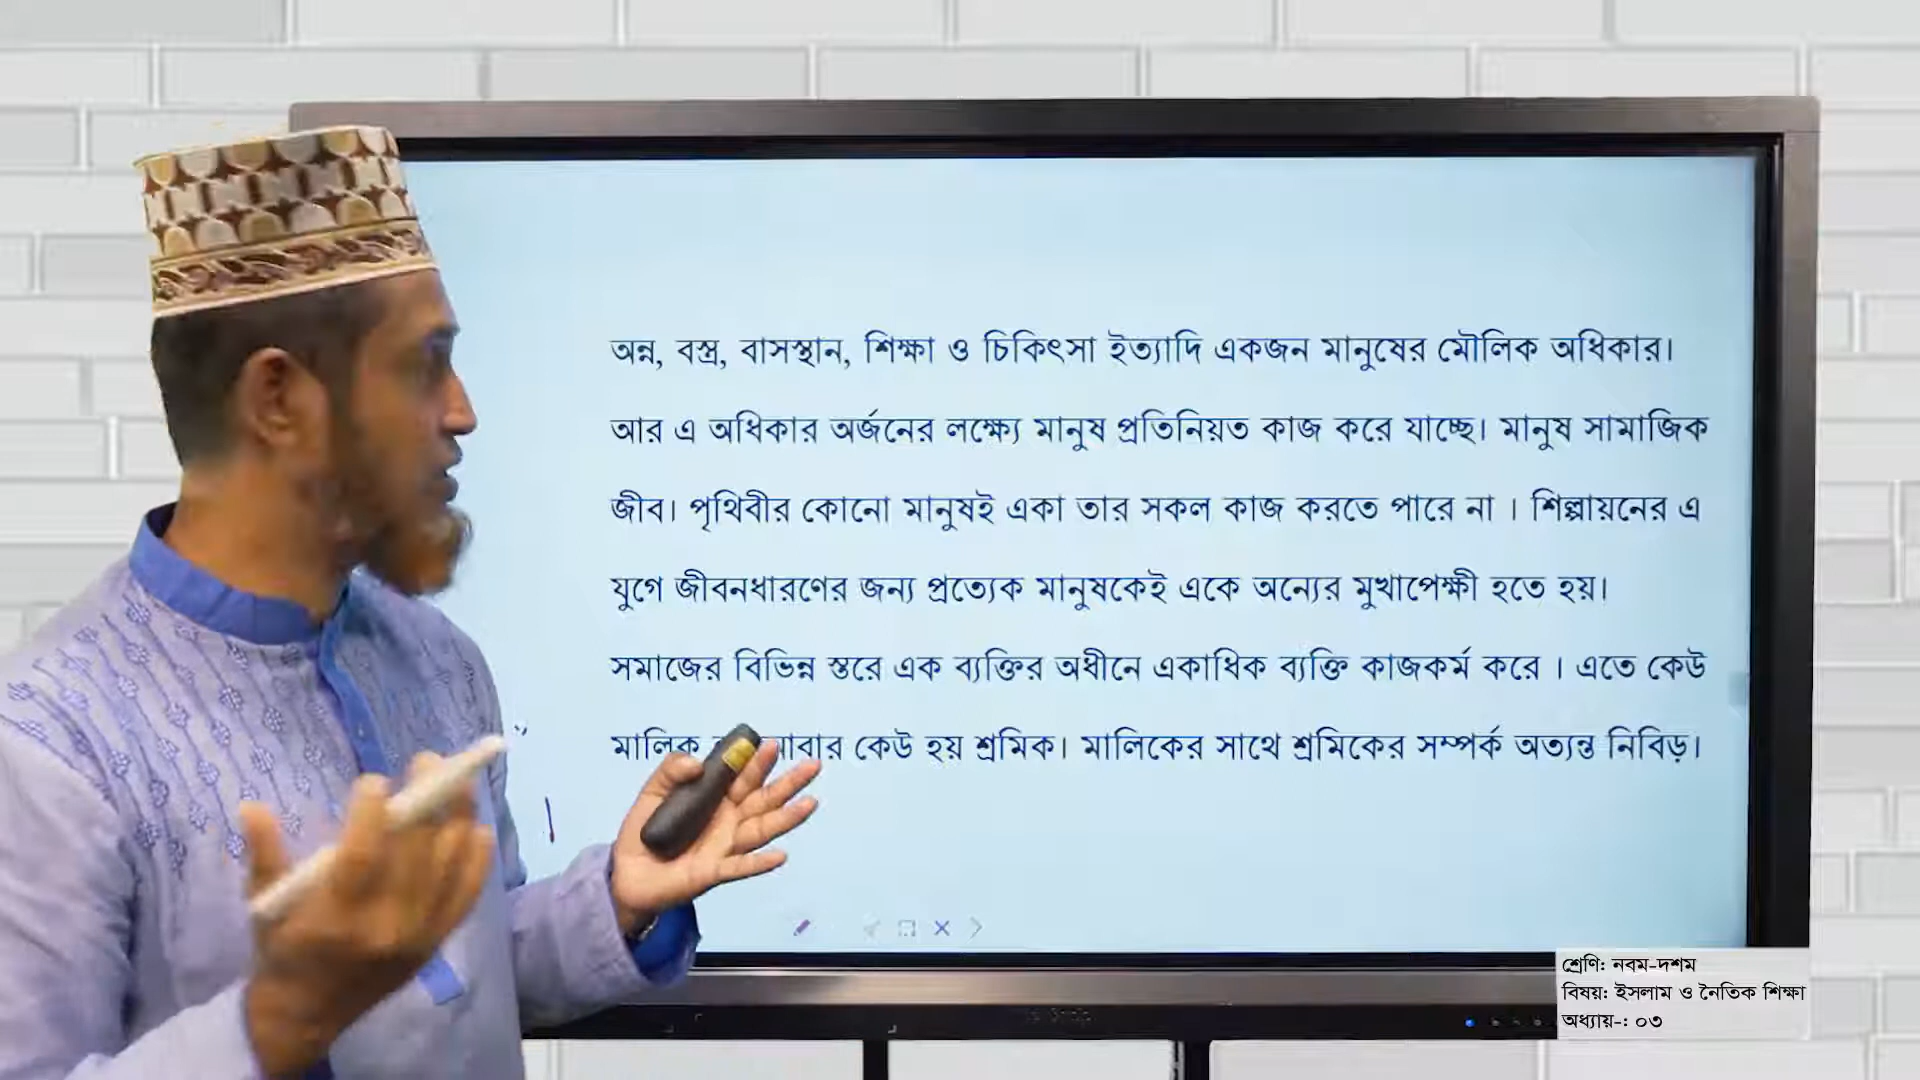 অন্ন, বস্ত্র, বাসস্থান, শিক্ষা ও চিকিৎসা ইত্যাদি একজন মানুষের মৌলিক অধিকার।
আর এ অধিকার অর্জনের লক্ষ্যে মানুষ প্রতিনিয়ত কাজ করে যাচ্ছে। মানুষ সামাজিক
জীব। পৃথিবীর কোনো মানুষই একা তার সকল কাজ করতে পারে না । শিল্পায়নের এ
যুগে জীবনধারণের জন্য প্রত্যেক মানুষকেই একে অন্যের মুখাপেক্ষী হতে হয়।
সমাজের বিভিন্ন স্তরে এক ব্যক্তির অধীনে একাধিক ব্যক্তি কাজকর্ম করে । এতে কেউ
মালিক কেউ হয় শ্রমিক। মালিকের সাথে শ্রমিকের সম্পর্ক অত্যন্ত নিবিড়।
শ্রেণি: নবম-দশম
বিষয়: ইসলাম ও নৈতিক শিক্ষা
অধ্যায়-: ০৩